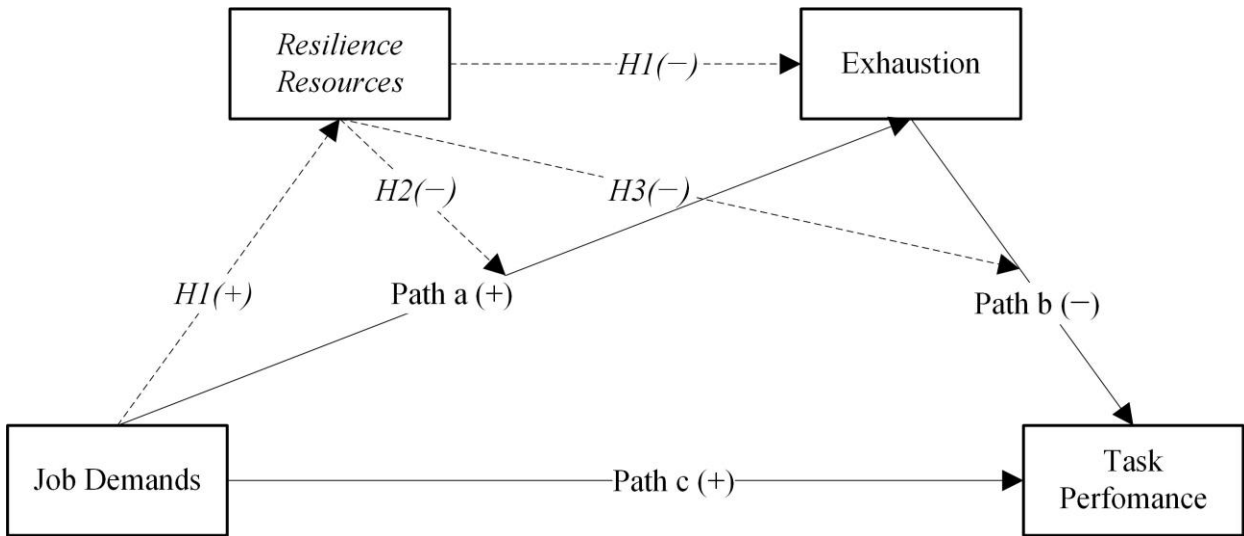 Resilience
Resources
H1(−)
Exhaustion
H2(−)
H3(−)
H1(+)
Path a (+)
Path b (−)
Job Demands
Path c (+)
Task
Perfomance